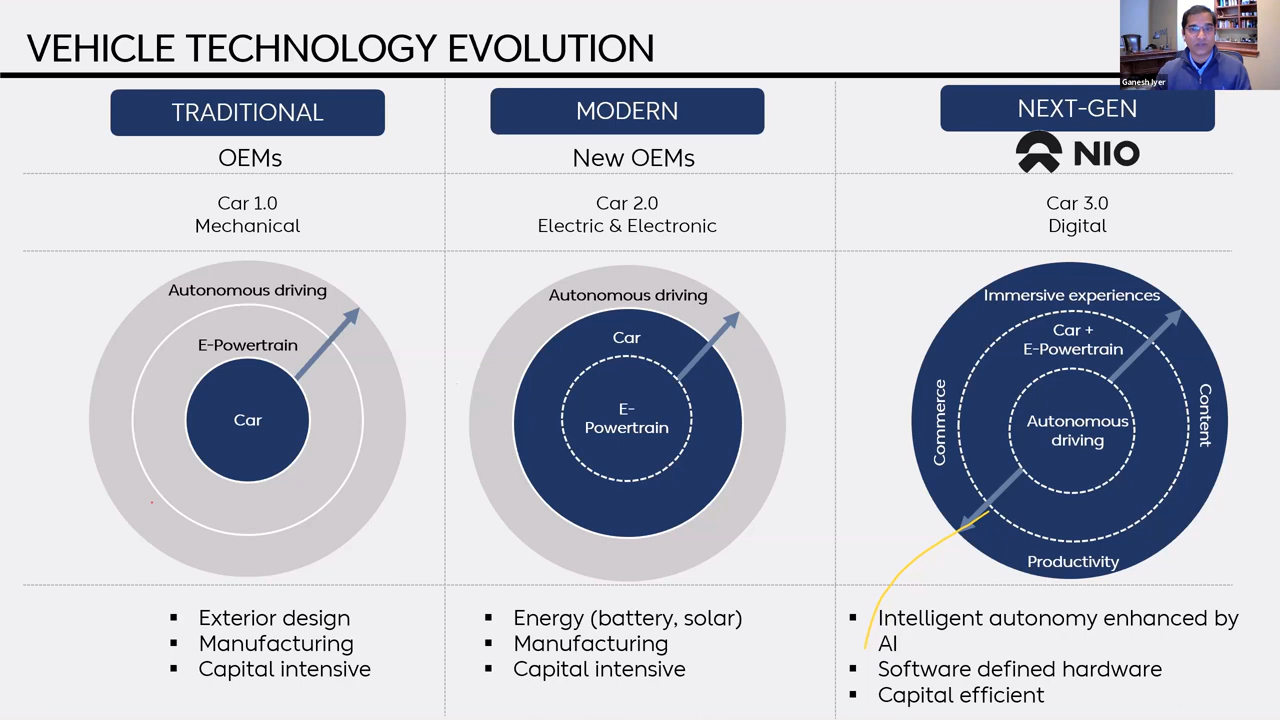 VEHICLE TECHNOLOGY EVOLUTION
Ganesh Iyer
TRADITIONAL
OEMs
Car 1.0
Mechanical
Autonomous driving
E-Powertrain
Car
Exterior design
Manufacturing
Capital intensive
MODERN
New OEMs
Car 2.0
Electric & Electronic
Autonomous driving
Car
E-
Powertrain
Energy (battery, solar)
Manufacturing
Capital intensive
NEXT-GEN
NIO
Car 3.0
Digital
Immersive experiences
Car +
E-Powertrain
Commerce
Autonomous
driving
Content
Productivity
Intelligent autonomy enhanced by
AI
Software defined hardware
Capital efficient